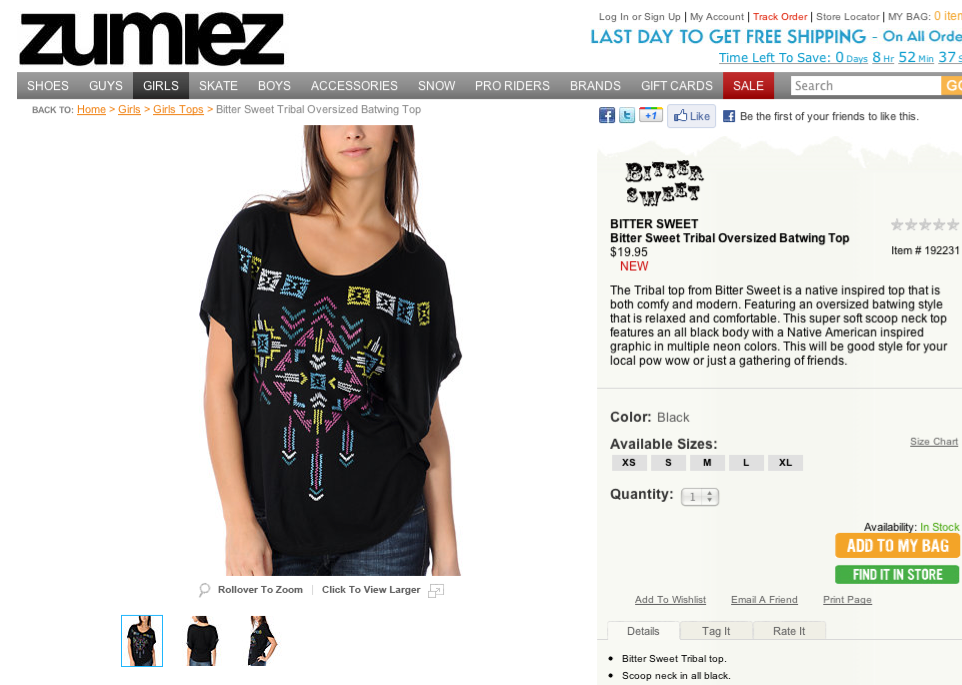 zumiez
Log In or Sign Up | My Account | Track Order | Store Locator | MY BAG: 0
LAST DAY TO GET FREE SHIPPING - On All
Time Left To Save: 0 Days 8 Hr 52 Min 37
SHOES GUYS GIRLS SKATE BOYS ACCESSORIES SNOW PRO RIDERS BRANDS GIFT CARDS SALE Search GO
BACK TO: Home > Girls > Girls Tops > Bitter Sweet Tribal Oversized Batwing Top
+1 Like Be the first of your friends to like this.
BITTER
SWEET
BITTER SWEET
Bitter Sweet Tribal Oversized Batwing Top
$19.95
NEW
Item # 192231
The Tribal top from Bitter Sweet is a native inspired top that is
both comfy and modern. Featuring an oversized batwing style
that is relaxed and comfortable. This super soft scoop neck top
features an all black body with a Native American inspired
graphic in multiple neon colors. This will be good style for your
local pow wow or just a gathering of friends.
Color: Black
Available Sizes:
Size Chart
XS S M L XL
Quantity: 1
Availability: In Stock
ADD TO MY BAG
FIND IT IN STORE
Rollover To Zoom | Click To View Larger
Add To Wishlist Email A Friend Print Page
Details Tag It Rate It
• Bitter Sweet Tribal top.
• Scoop neck in all black.